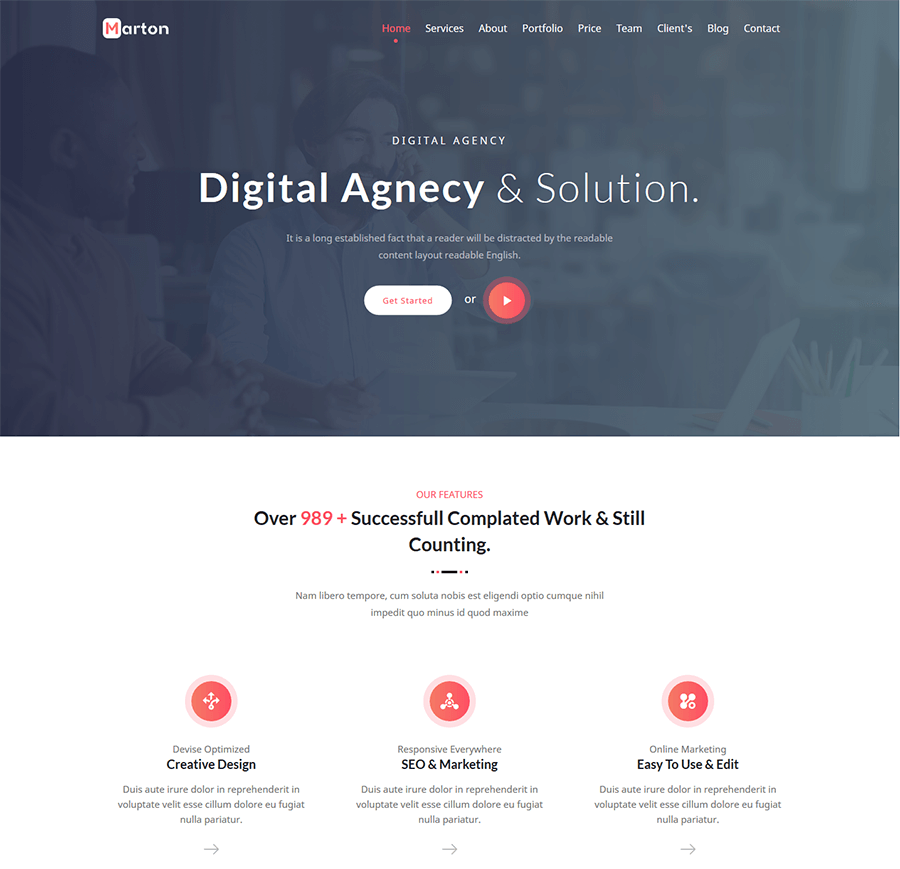 Marton
Home Services About Portfolio Price Team Client's Blog Contact
DIGITAL AGENCY
Digital Agnecy & Solution.
It is a long established fact that a reader will be distracted by the readable
content layout readable English.
Get Started or
OUR FEATURES
Over 989 + Successfull Complated Work & Still
Counting.
Nam libero tempore, cum soluta nobis est eligendi optio cumque nihil
impedit quo minus id quod maxime
Devise Optimized
Creative Design
Duis aute irure dolor in reprehenderit in
voluptate velit esse cillum dolore eu fugiat
nulla pariatur.
Responsive Everywhere
SEO & Marketing
Duis aute irure dolor in reprehenderit in
voluptate velit esse cillum dolore eu fugiat
nulla pariatur.
Online Marketing
Easy To Use & Edit
Duis aute irure dolor in reprehenderit in
voluptate velit esse cillum dolore eu fugiat
nulla pariatur.